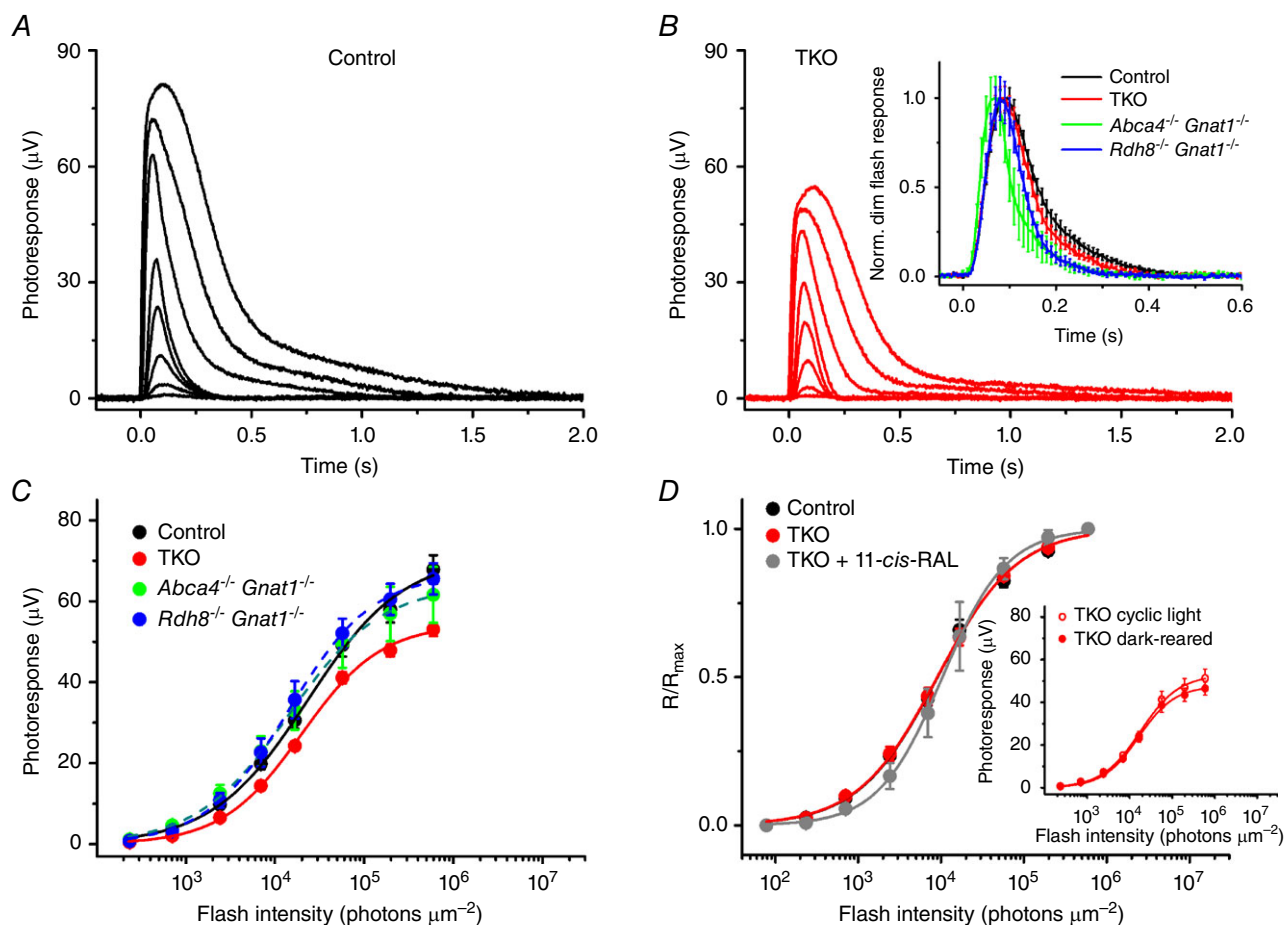 A
Control
90
60
30
0
Photoresponse (μV)
0.0 0.5 1.0 1.5 2.0
Time (s)
B
TKO
90
60
30
0
Photoresponse (μV)
0.0 0.5 1.0 1.5 2.0
Time (s)
1.0
0.5
0.0
Norm. dim flash response
Control
TKO
Abca4⁻/⁻ Gnat1⁻/⁻
Rdh8⁻/⁻ Gnat1⁻/⁻
0.0 0.2 0.4 0.6
Time (s)
C
80
60
40
20
0
Photoresponse (μV)
Control
TKO
Abca4⁻/⁻ Gnat1⁻/⁻
Rdh8⁻/⁻ Gnat1⁻/⁻
10³ 10⁴ 10⁵ 10⁶ 10⁷
Flash intensity (photons μm⁻²)
D
1.0
0.5
0.0
R/Rmax
Control
TKO
TKO + 11-cis-RAL
10² 10³ 10⁴ 10⁵ 10⁶ 10⁷
Flash intensity (photons μm⁻²)
80
60
40
20
0
Photoresponse (μV)
TKO cyclic light
TKO dark-reared
10³ 10⁴ 10⁵ 10⁶ 10⁷
Flash intensity (photons μm⁻²)